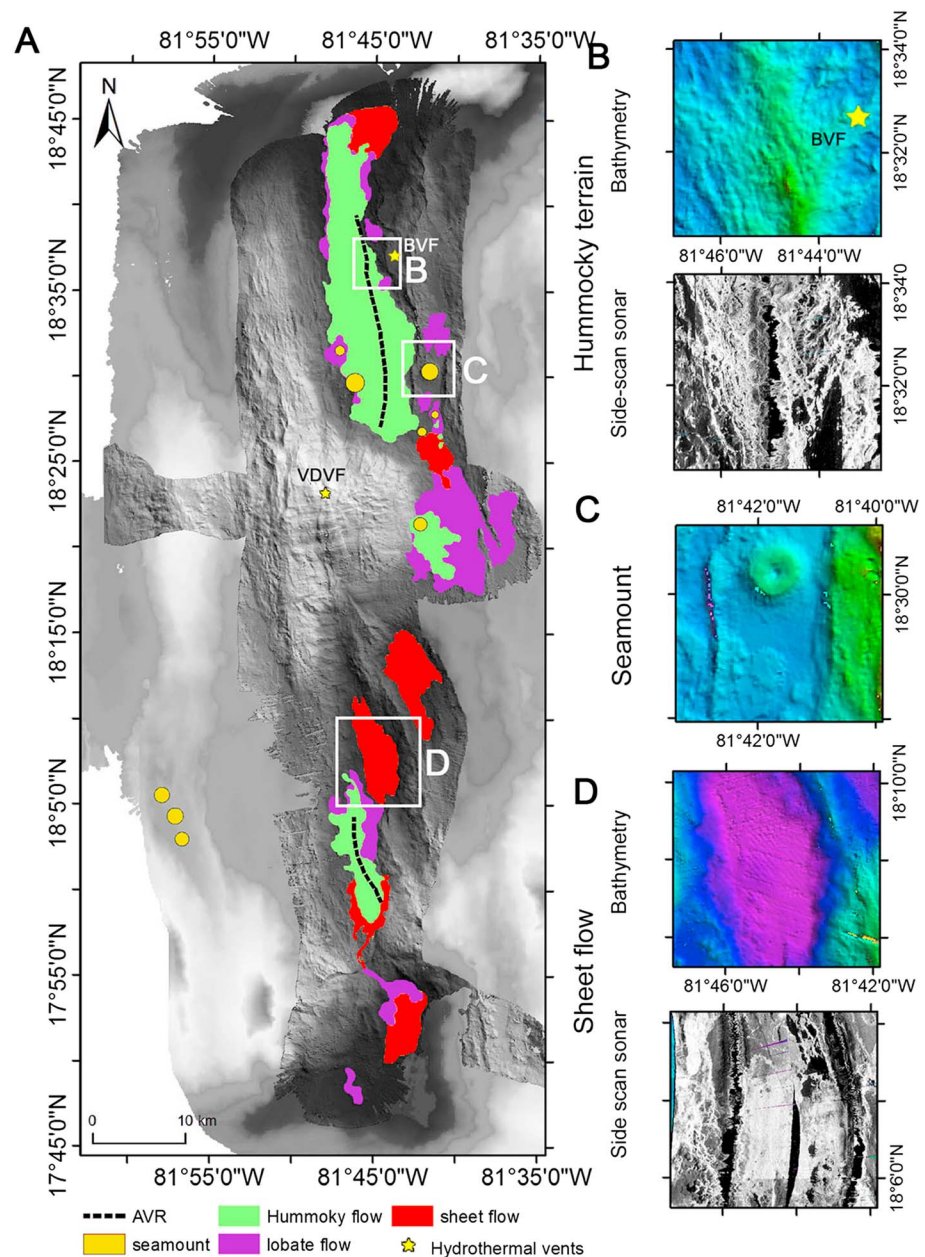 A
81°55'0"W 81°45'0"W 81°35'0"W
N
18°45'0"N
18°35'0"N
18°25'0"N
18°15'0"N
18°5'0"N
17°55'0"N
17°45'0"N
BVF
B
C
VDVF
D
0 10 km
81°55'0"W 81°45'0"W 81°35'0"W
AVR Hummoky flow sheet flow
seamount lobate flow Hydrothermal vents
B
Hummocky terrain
Bathymetry
BVF
18°34'0"N
18°32'0"N
81°46'0"W 81°44'0"W
Side-scan sonar
18°34'0
18°32'0"N
C
81°42'0"W 81°40'0"W
Seamount
18°30'0"N
81°42'0"W
D
Sheet flow
Bathymetry
18°10'0"N
81°46'0"W 81°42'0"W
Side scan sonar
18°6'0"N